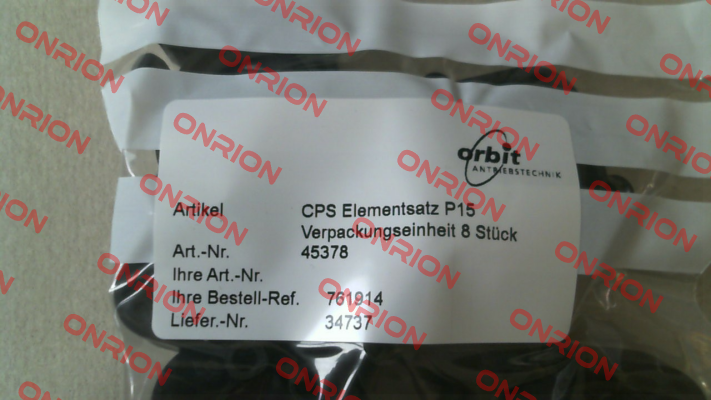 orbit
ANTRIEBSTECHNIK
Artikel CPS Elementsatz P15
Verpackungseinheit 8 Stück
Art.-Nr. 45378
Ihre Art.-Nr.
Ihre Bestell-Ref. 761914
Liefer.-Nr. 34737
ONRION